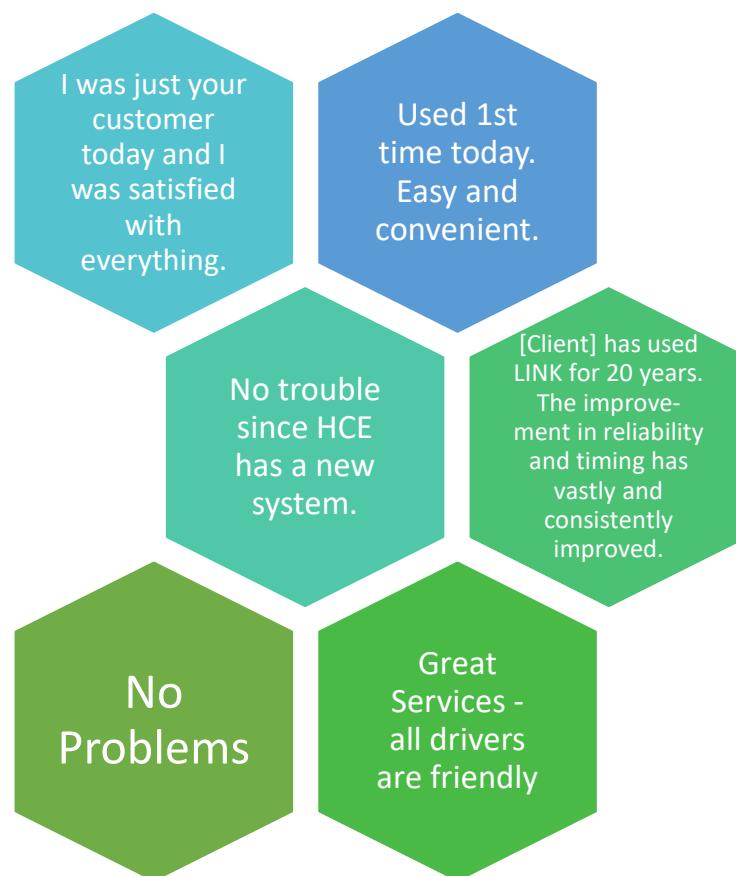 I was just your
customer
today and I
was satisfied
with
everything.
Used 1st
time today.
Easy and
convenient.
No trouble
since HCE
has a new
system.
[Client] has used
LINK for 20 years.
The improve-
ment in reliability
and timing has
vastly and
consistently
improved.
No
Problems
Great
Services -
all drivers
are friendly